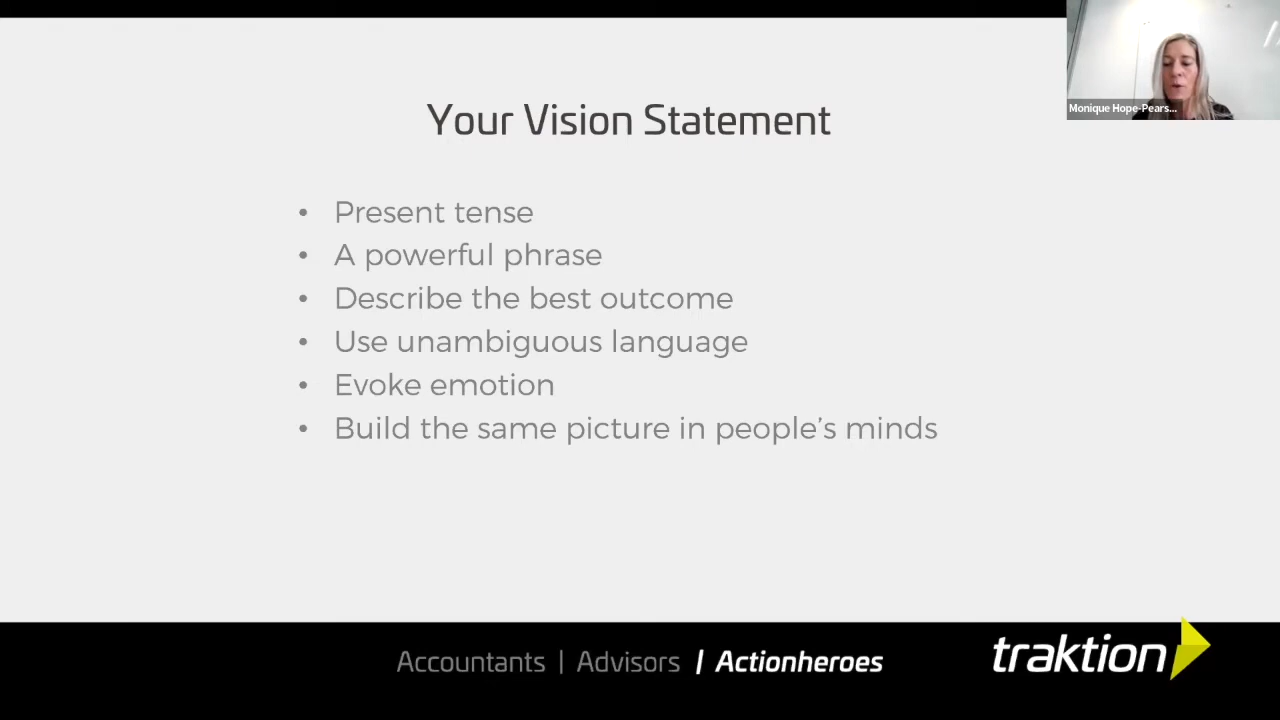 Your Vision Statement
Monique Hope-Pears...
• Present tense
• A powerful phrase
• Describe the best outcome
• Use unambiguous language
• Evoke emotion
• Build the same picture in people’s minds
Accountants | Advisors | Actionheroes
traktion